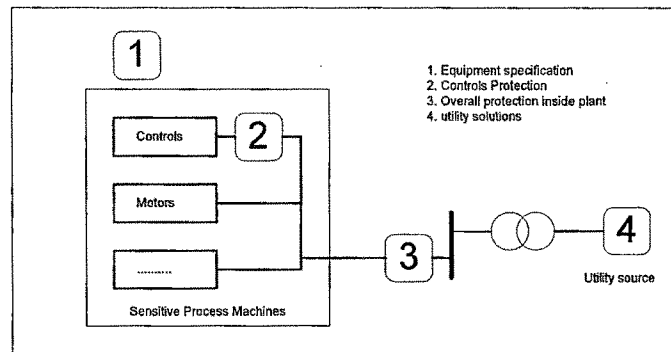 1
1. Equipment specification
2. Controls Protection
3. Overall protection inside plant
4. utility solutions
Controls
2
Motors
..........
3
4
Utility source
Sensitive Process Machines